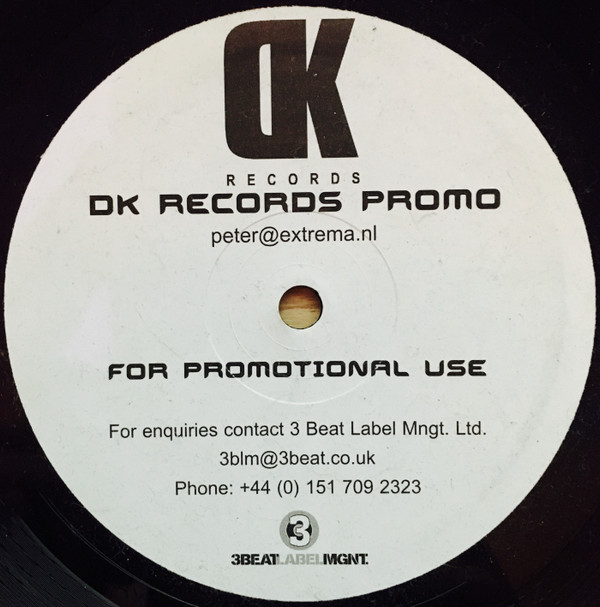 DK
RECORDS
DK RECORDS PROMO
peter@extrema.nl
FOR PROMOTIONAL USE
For enquiries contact 3 Beat Label Mngt. Ltd.
3blm@3beat.co.uk
Phone: +44 (0) 151 709 2323
3
3BEATLABELMGNT.